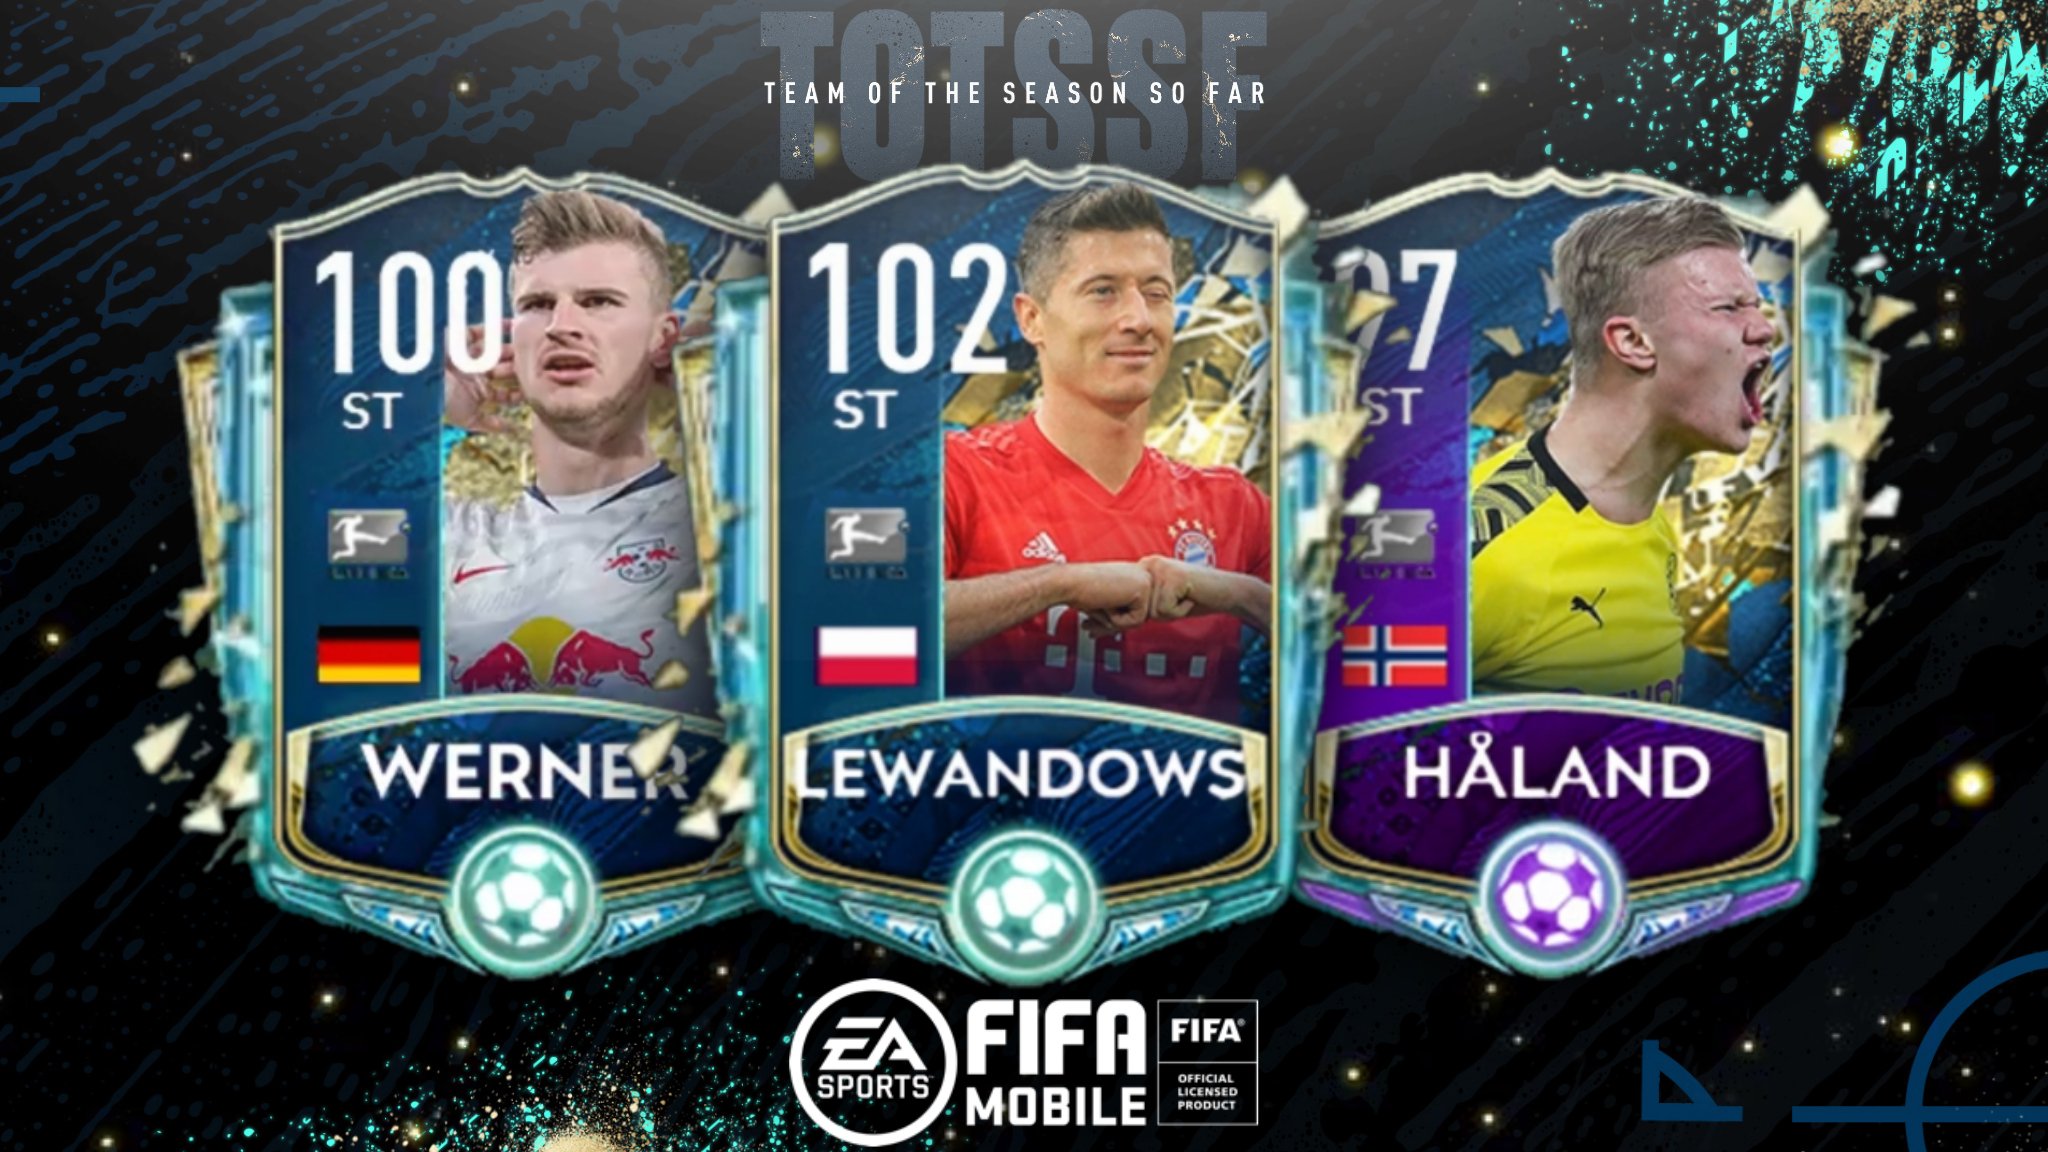 TOTSSF
TEAM OF THE SEASON SO FAR
100
ST
WERNER
102
ST
LEWANDOWS
97
ST
HÅLAND
EA
SPORTS
FIFA
MOBILE
FIFA®
OFFICIAL
LICENSED
PRODUCT